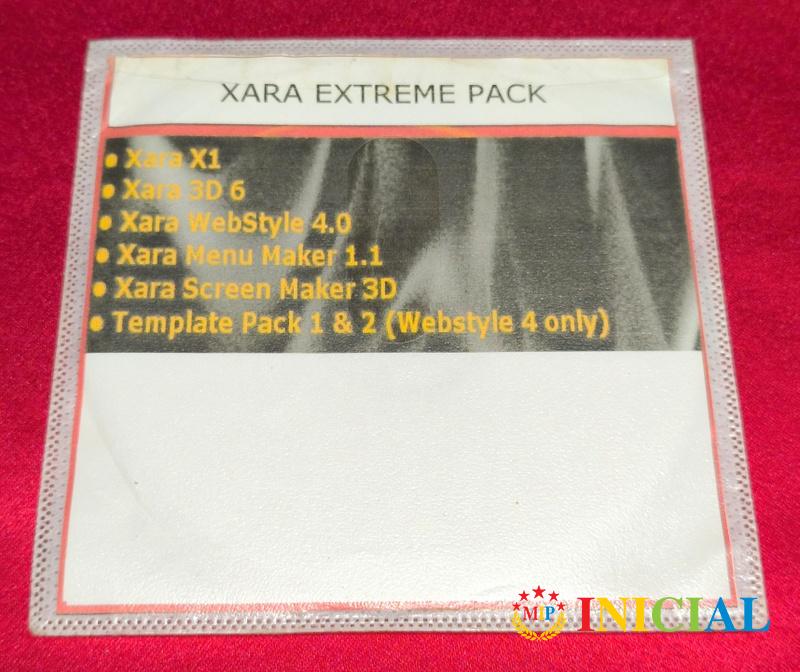 XARA EXTREME PACK
• Xara X1
• Xara 3D 6
• Xara WebStyle 4.0
• Xara Menu Maker 1.1
• Xara Screen Maker 3D
• Template Pack 1 & 2 (Webstyle 4 only)
MP INICIAL